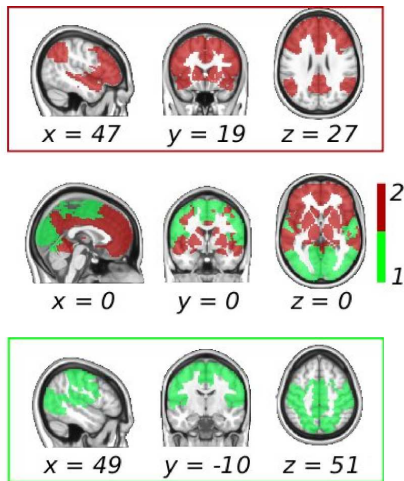 x = 47 y = 19 z = 27
2
x = 0 y = 0 z = 0
1
x = 49 y = -10 z = 51